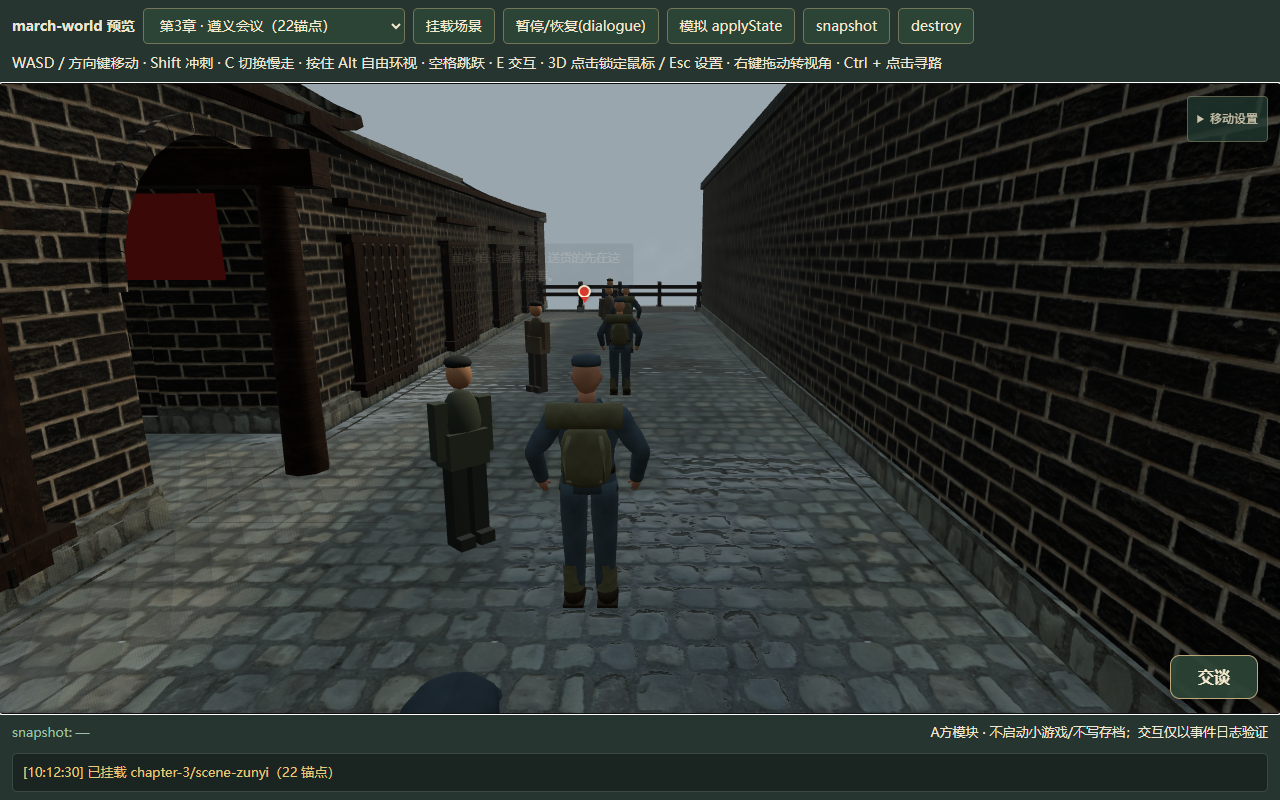 march-world 预览
第3章 · 遵义会议（22锚点）
挂载场景
暂停/恢复(dialogue)
模拟 applyState
snapshot
destroy
WASD / 方向键移动 · Shift 冲刺 · C 切换慢走 · 按住 Alt 自由环视 · 空格跳跃 · E 交互 · 3D 点击锁定鼠标 / Esc 设置 · 右键拖动转视角 · Ctrl + 点击寻路
▶ 移动设置
送货的先在这
交谈
snapshot: —
A方模块 · 不启动小游戏/不写存档；交互仅以事件日志验证
[10:12:30] 已挂载 chapter-3/scene-zunyi（22 锚点）